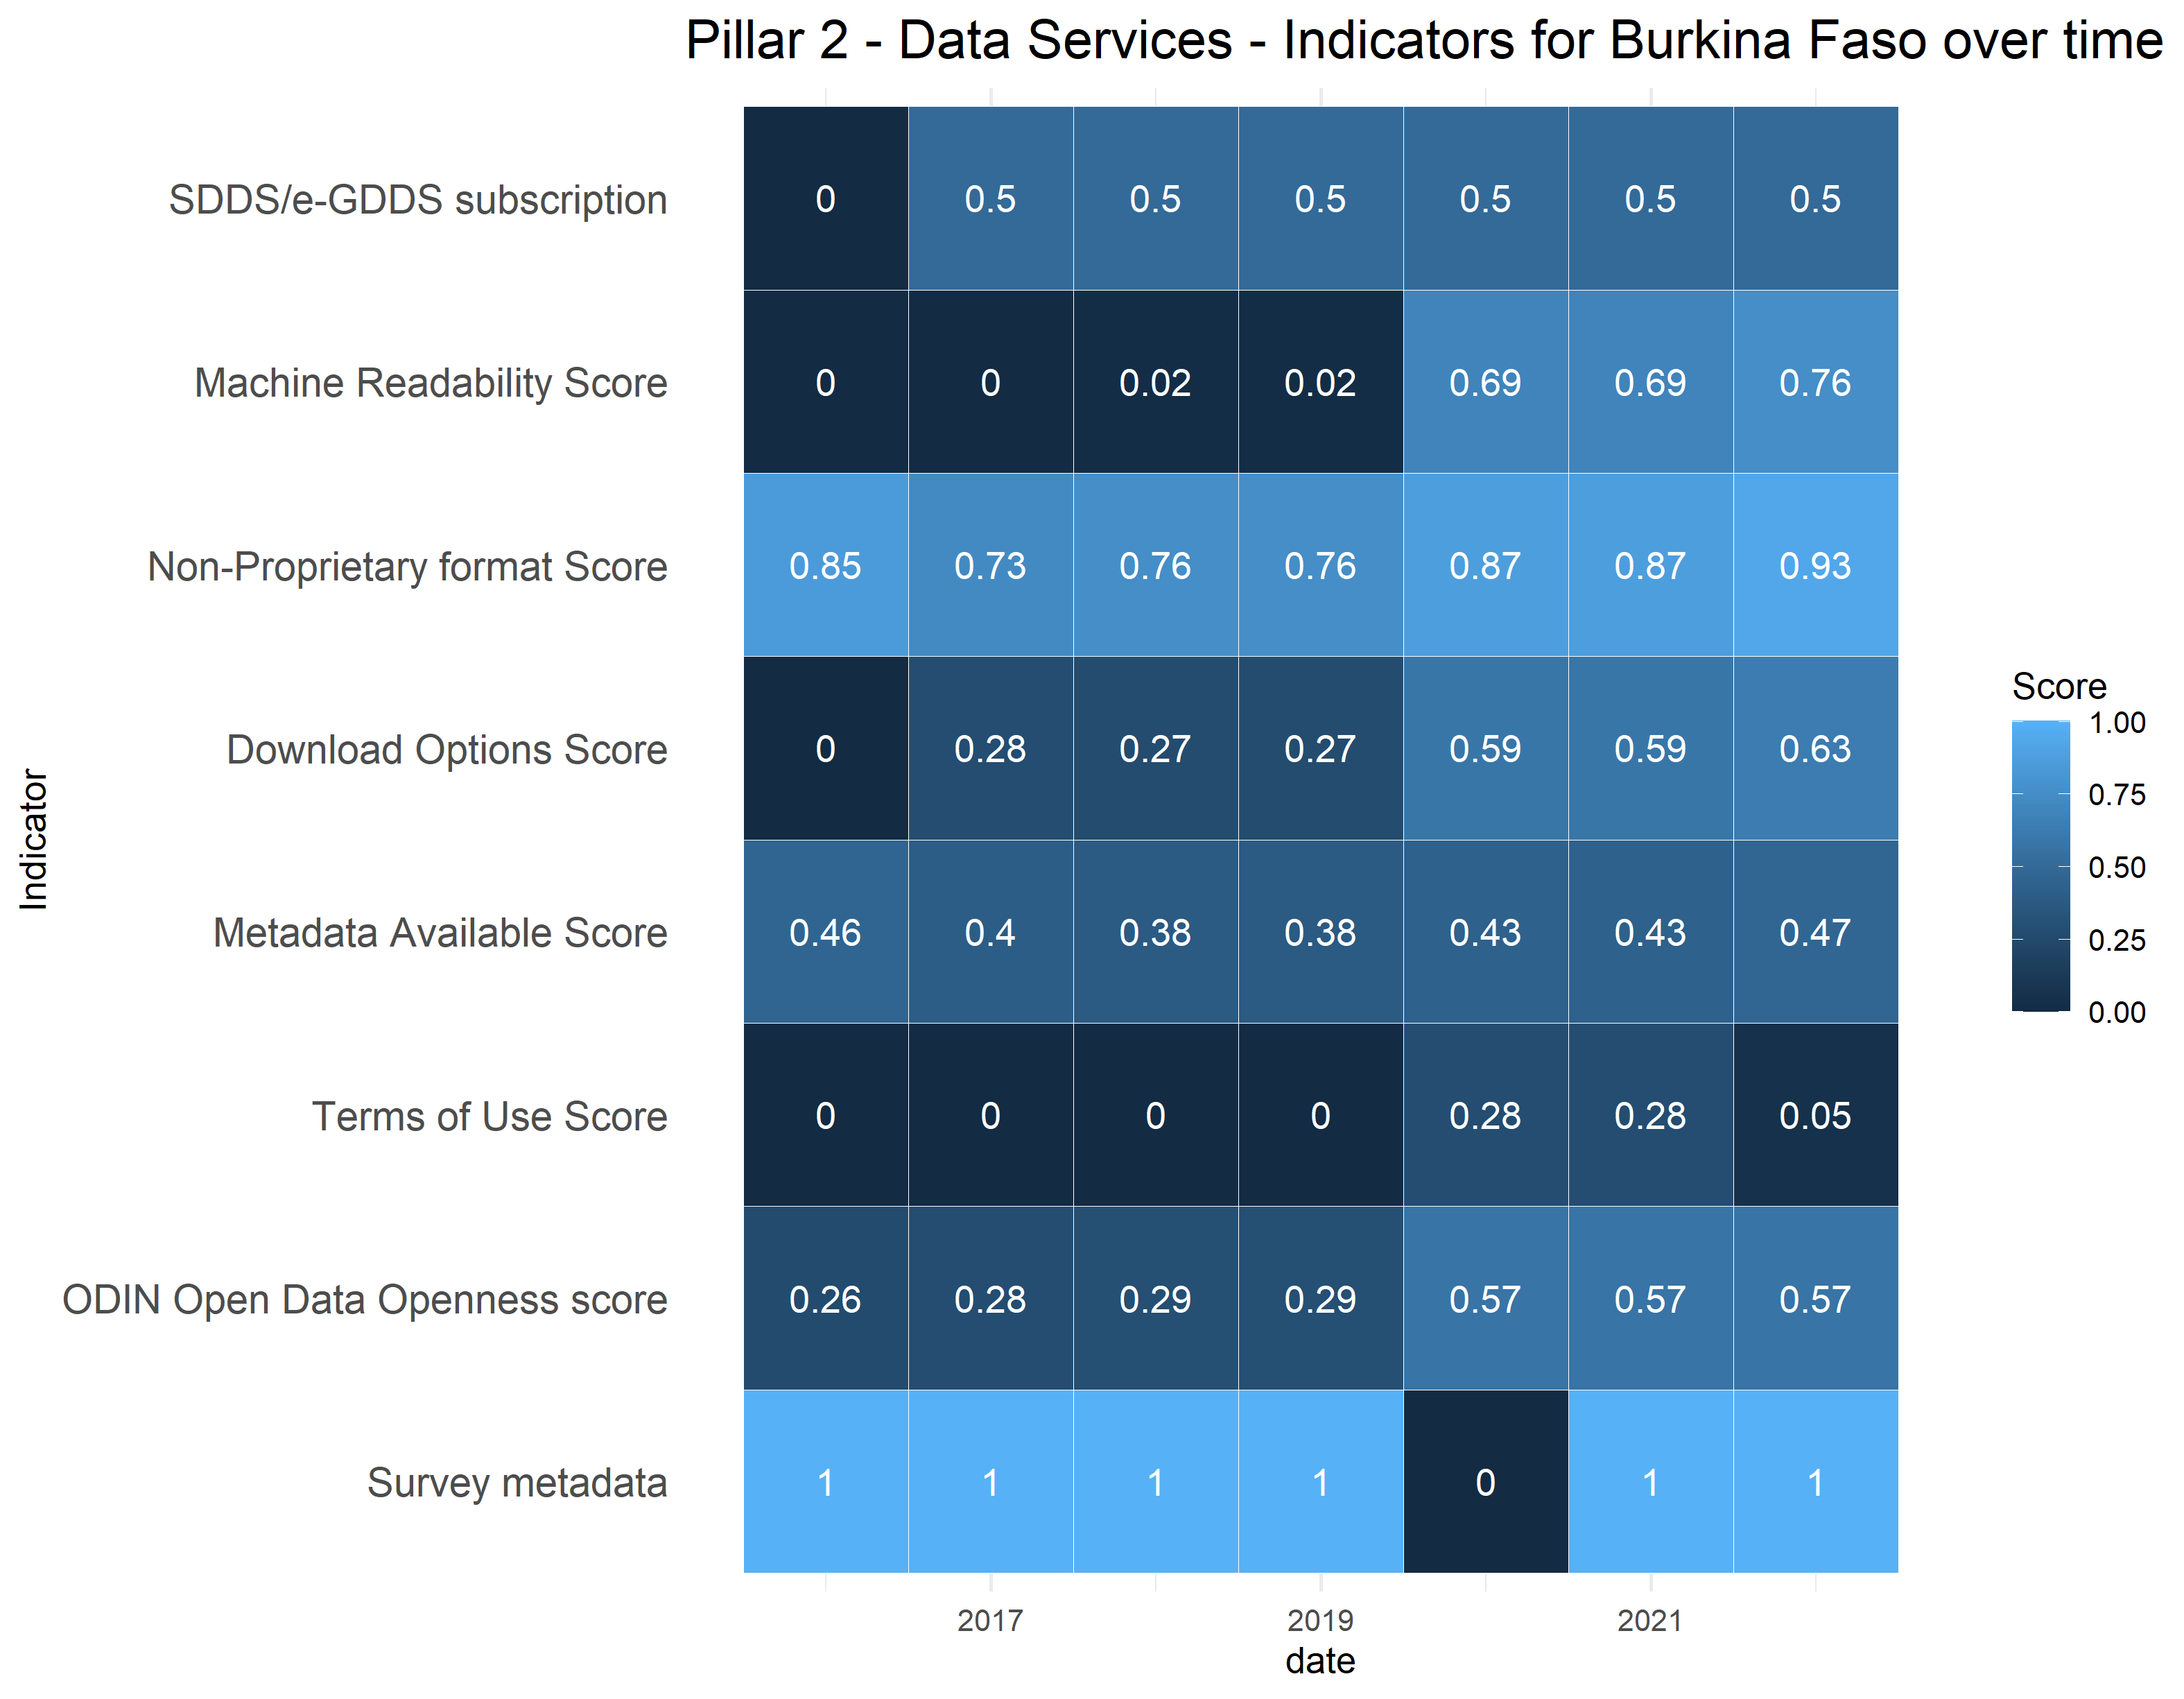 Pillar 2 - Data Services - Indicators for Burkina Faso over time
SDDS/e-GDDS subscription 0 0.5 0.5 0.5 0.5 0.5 0.5
Machine Readability Score 0 0 0.02 0.02 0.69 0.69 0.76
Non-Proprietary format Score 0.85 0.73 0.76 0.76 0.87 0.87 0.93
Download Options Score 0 0.28 0.27 0.27 0.59 0.59 0.63
Metadata Available Score 0.46 0.4 0.38 0.38 0.43 0.43 0.47
Terms of Use Score 0 0 0 0 0.28 0.28 0.05
ODIN Open Data Openness score 0.26 0.28 0.29 0.29 0.57 0.57 0.57
Survey metadata 1 1 1 1 0 1 1
Indicator
2017 2019 2021
date
Score
1.00
0.75
0.50
0.25
0.00